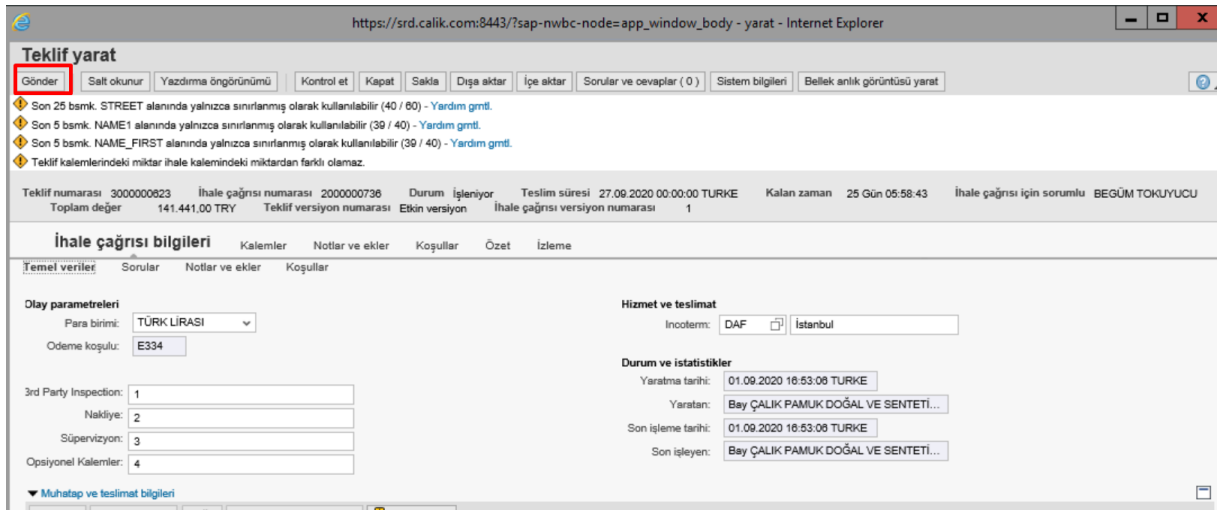 https://srd.calik.com:8443/?sap-nwbc-node=app_window_body - yarat - Internet Explorer
Teklif yarat
Gönder Salt okunur Yazdırma öngörünümü Kontrol et Kapat Sakla Dışa aktar İçe aktar Sorular ve cevaplar ( 0 ) Sistem bilgileri Bellek anlık görüntüsü yarat
Son 25 bsmk. STREET alanında yalnızca sınırlanmış olarak kullanılabilir (40 / 60) - Yardım grntl.
Son 5 bsmk. NAME1 alanında yalnızca sınırlanmış olarak kullanılabilir (39 / 40) - Yardım grntl.
Son 5 bsmk. NAME_FIRST alanında yalnızca sınırlanmış olarak kullanılabilir (39 / 40) - Yardım grntl.
Teklif kalemlerindeki miktar ihale kalemindeki miktardan farklı olamaz.
Teklif numarası 3000000623 İhale çağrısı numarası 2000000736 Durum İşleniyor Teslim süresi 27.09.2020 00:00:00 TURKE Kalan zaman 25 Gün 05:58:43 İhale çağrısı için sorumlu BEGÜM TOKUYUCU
Toplam değer 141.441,00 TRY Teklif versiyon numarası Etkin versiyon İhale çağrısı versiyon numarası 1
İhale çağrısı bilgileri Kalemler Notlar ve ekler Koşullar Özet İzleme
Temel veriler Sorular Notlar ve ekler Koşullar
Olay parametreleri Hizmet ve teslimat
Para birimi: TÜRK LİRASI Incoterm: DAF İstanbul
Odeme koşulu: E334
Durum ve istatistikler
Yaratma tarihi: 01.09.2020 16:53:06 TURKE
3rd Party Inspection: 1
Yaratan: Bay ÇALIK PAMUK DOĞAL VE SENTETİ...
Nakliye: 2
Son işleme tarihi: 01.09.2020 16:53:06 TURKE
Süpervizyon: 3
Son işleyen: Bay ÇALIK PAMUK DOĞAL VE SENTETİ...
Opsiyonel Kalemler: 4
Muhatap ve teslimat bilgileri